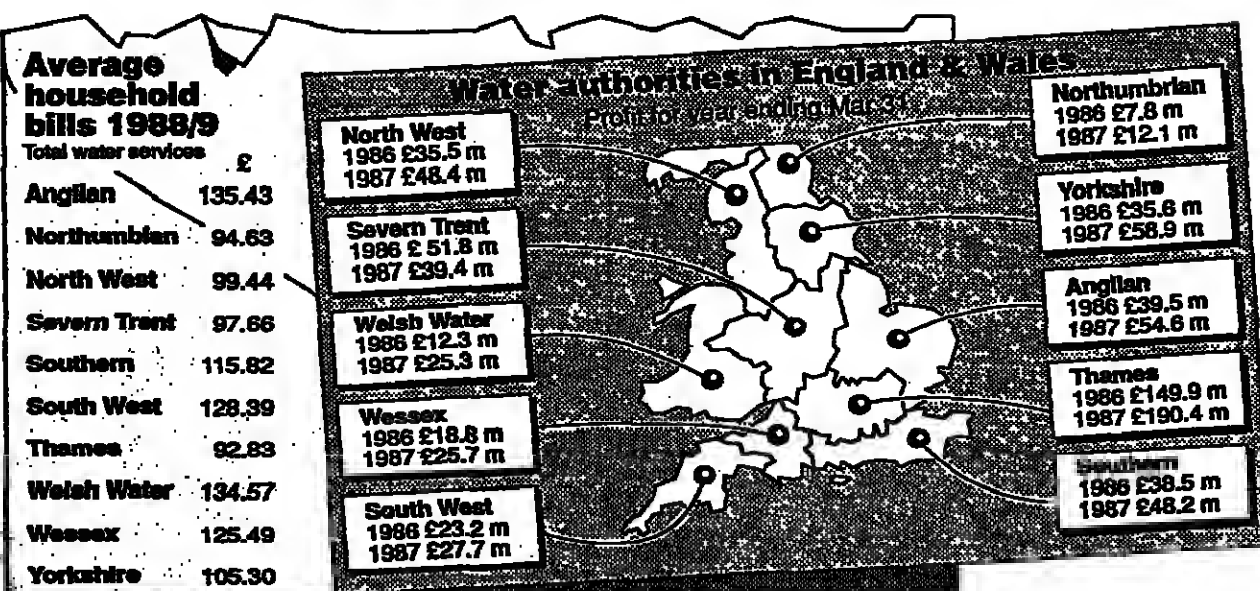 Average
household
bills 1988/9
Total water services
£
Anglian 135.43
Northumbrian 94.63
North West 99.44
Severn Trent 97.66
Southern 115.82
South West 128.39
Thames 92.83
Welsh Water 134.57
Wessex 125.49
Yorkshire 105.30
Water authorities in England & Wales
Profit for year ending Mar 31
North West
1986 £35.5 m
1987 £48.4 m
Severn Trent
1986 £ 51.8 m
1987 £39.4 m
Welsh Water
1986 £12.3 m
1987 £25.3 m
Wessex
1986 £18.8 m
1987 £25.7 m
South West
1986 £23.2 m
1987 £27.7 m
Northumbrian
1986 £7.8 m
1987 £12.1 m
Yorkshire
1986 £35.6 m
1987 £58.9 m
Anglian
1986 £39.5 m
1987 £54.6 m
Thames
1986 £149.9 m
1987 £190.4 m
Southern
1986 £38.5 m
1987 £48.2 m